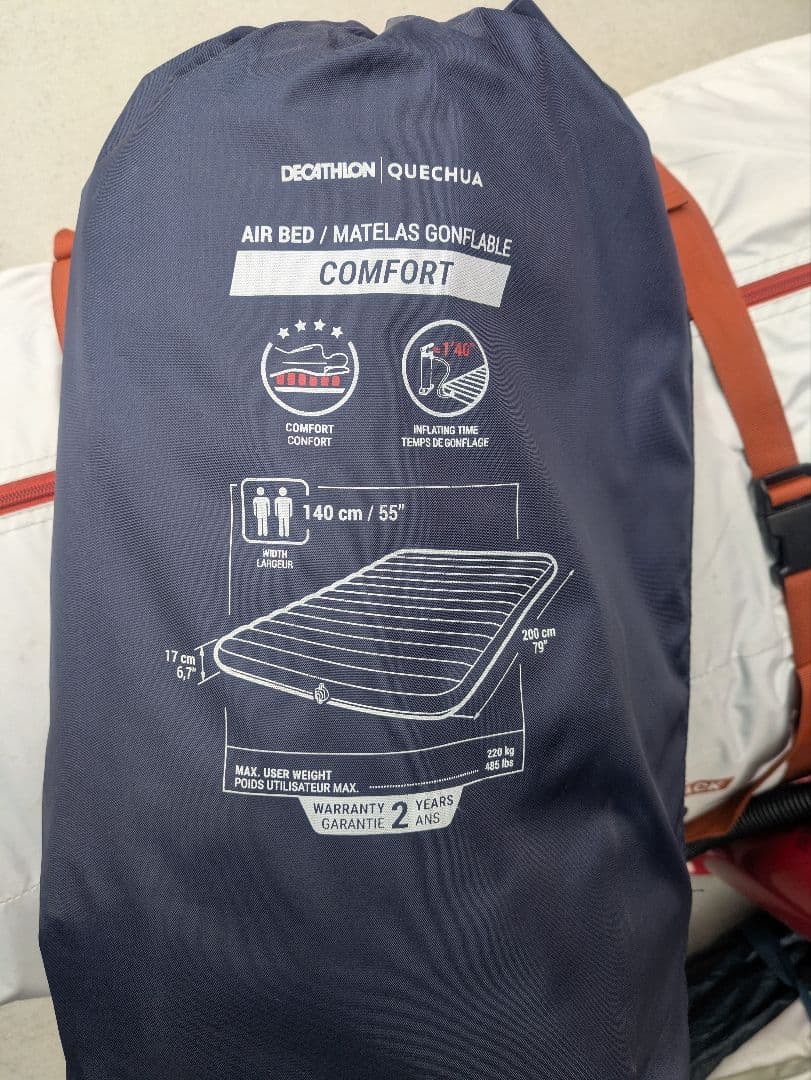 DECATHLON | QUECHUA
AIR BED / MATELAS GONFLABLE
COMFORT
≈1'40"
COMFORT
CONFORT
INFLATING TIME
TEMPS DE GONFLAGE
140 cm / 55"
WIDTH
LARGEUR
17 cm
6,7"
200 cm
79"
MAX. USER WEIGHT
POIDS UTILISATEUR MAX.
220 kg
485 lbs
WARRANTY 2 YEARS
GARANTIE ANS